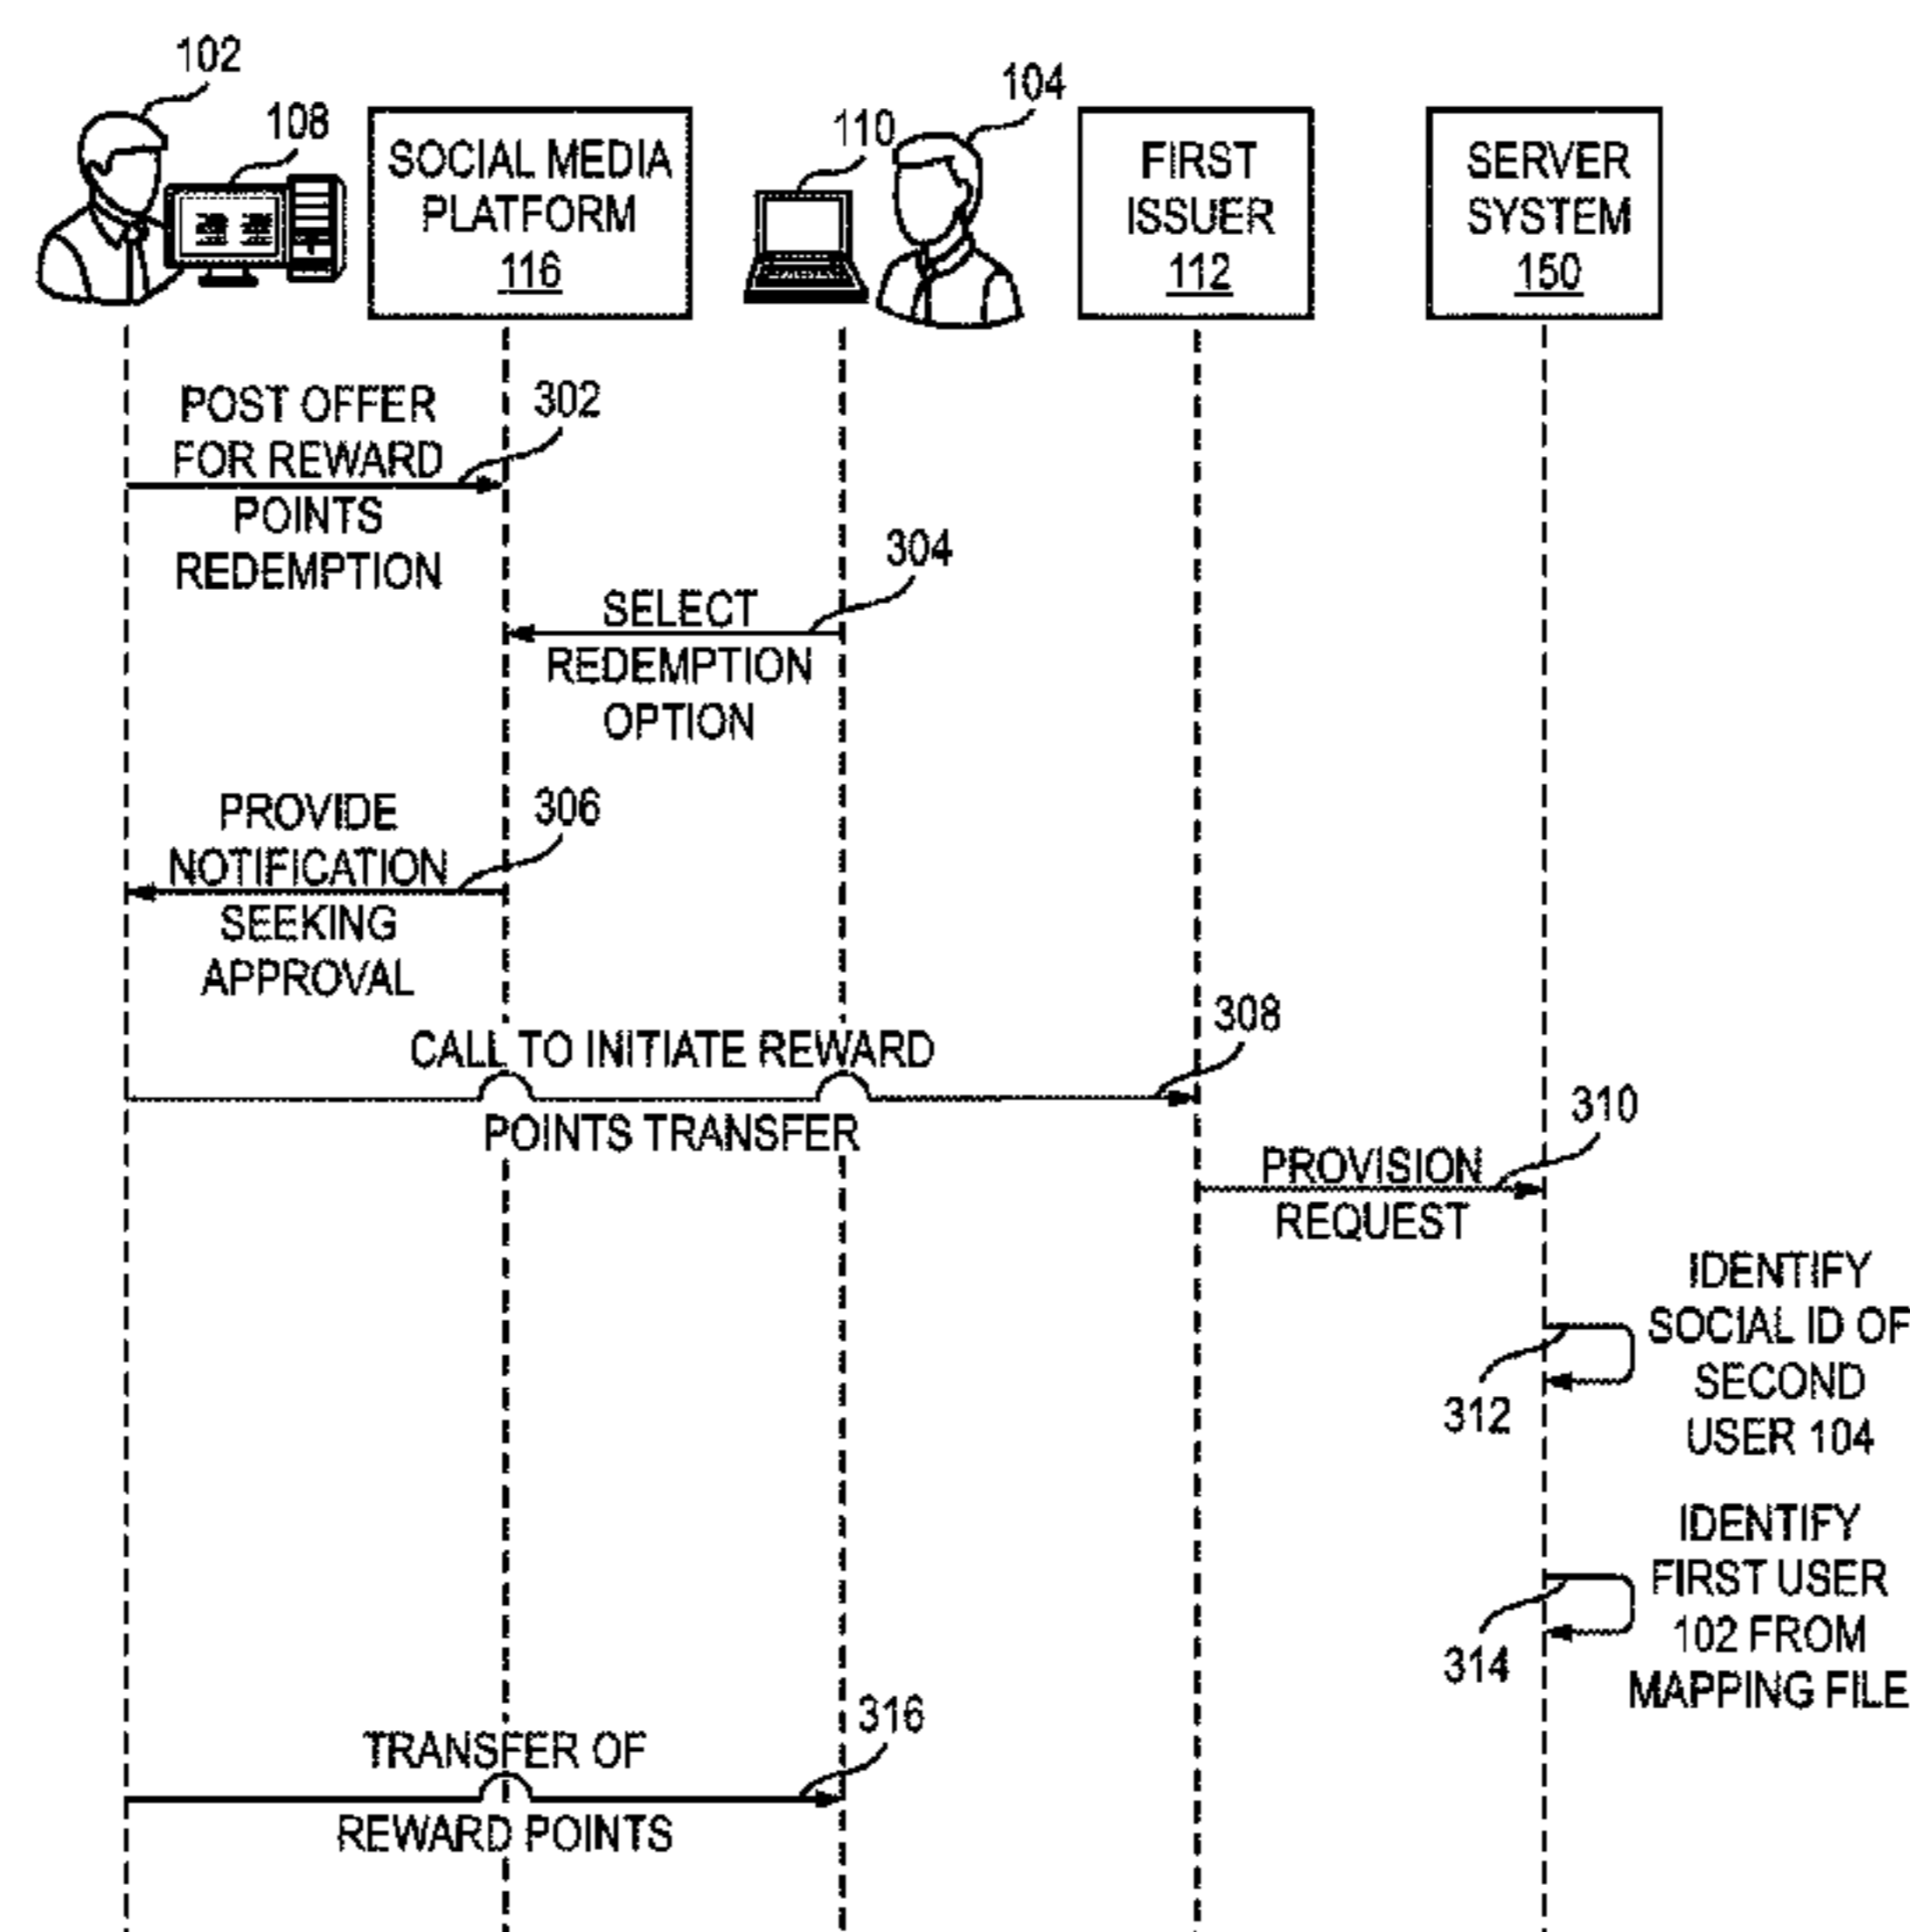 102
108
SOCIAL MEDIA
PLATFORM
116
110
104
FIRST
ISSUER
112
SERVER
SYSTEM
150
POST OFFER
FOR REWARD
POINTS
REDEMPTION
302
SELECT
REDEMPTION
OPTION
304
PROVIDE
NOTIFICATION
SEEKING
APPROVAL
306
CALL TO INITIATE REWARD
POINTS TRANSFER
308
PROVISION
REQUEST
310
IDENTIFY
SOCIAL ID OF
SECOND
USER 104
312
IDENTIFY
FIRST USER
102 FROM
MAPPING FILE
314
TRANSFER OF
REWARD POINTS
316